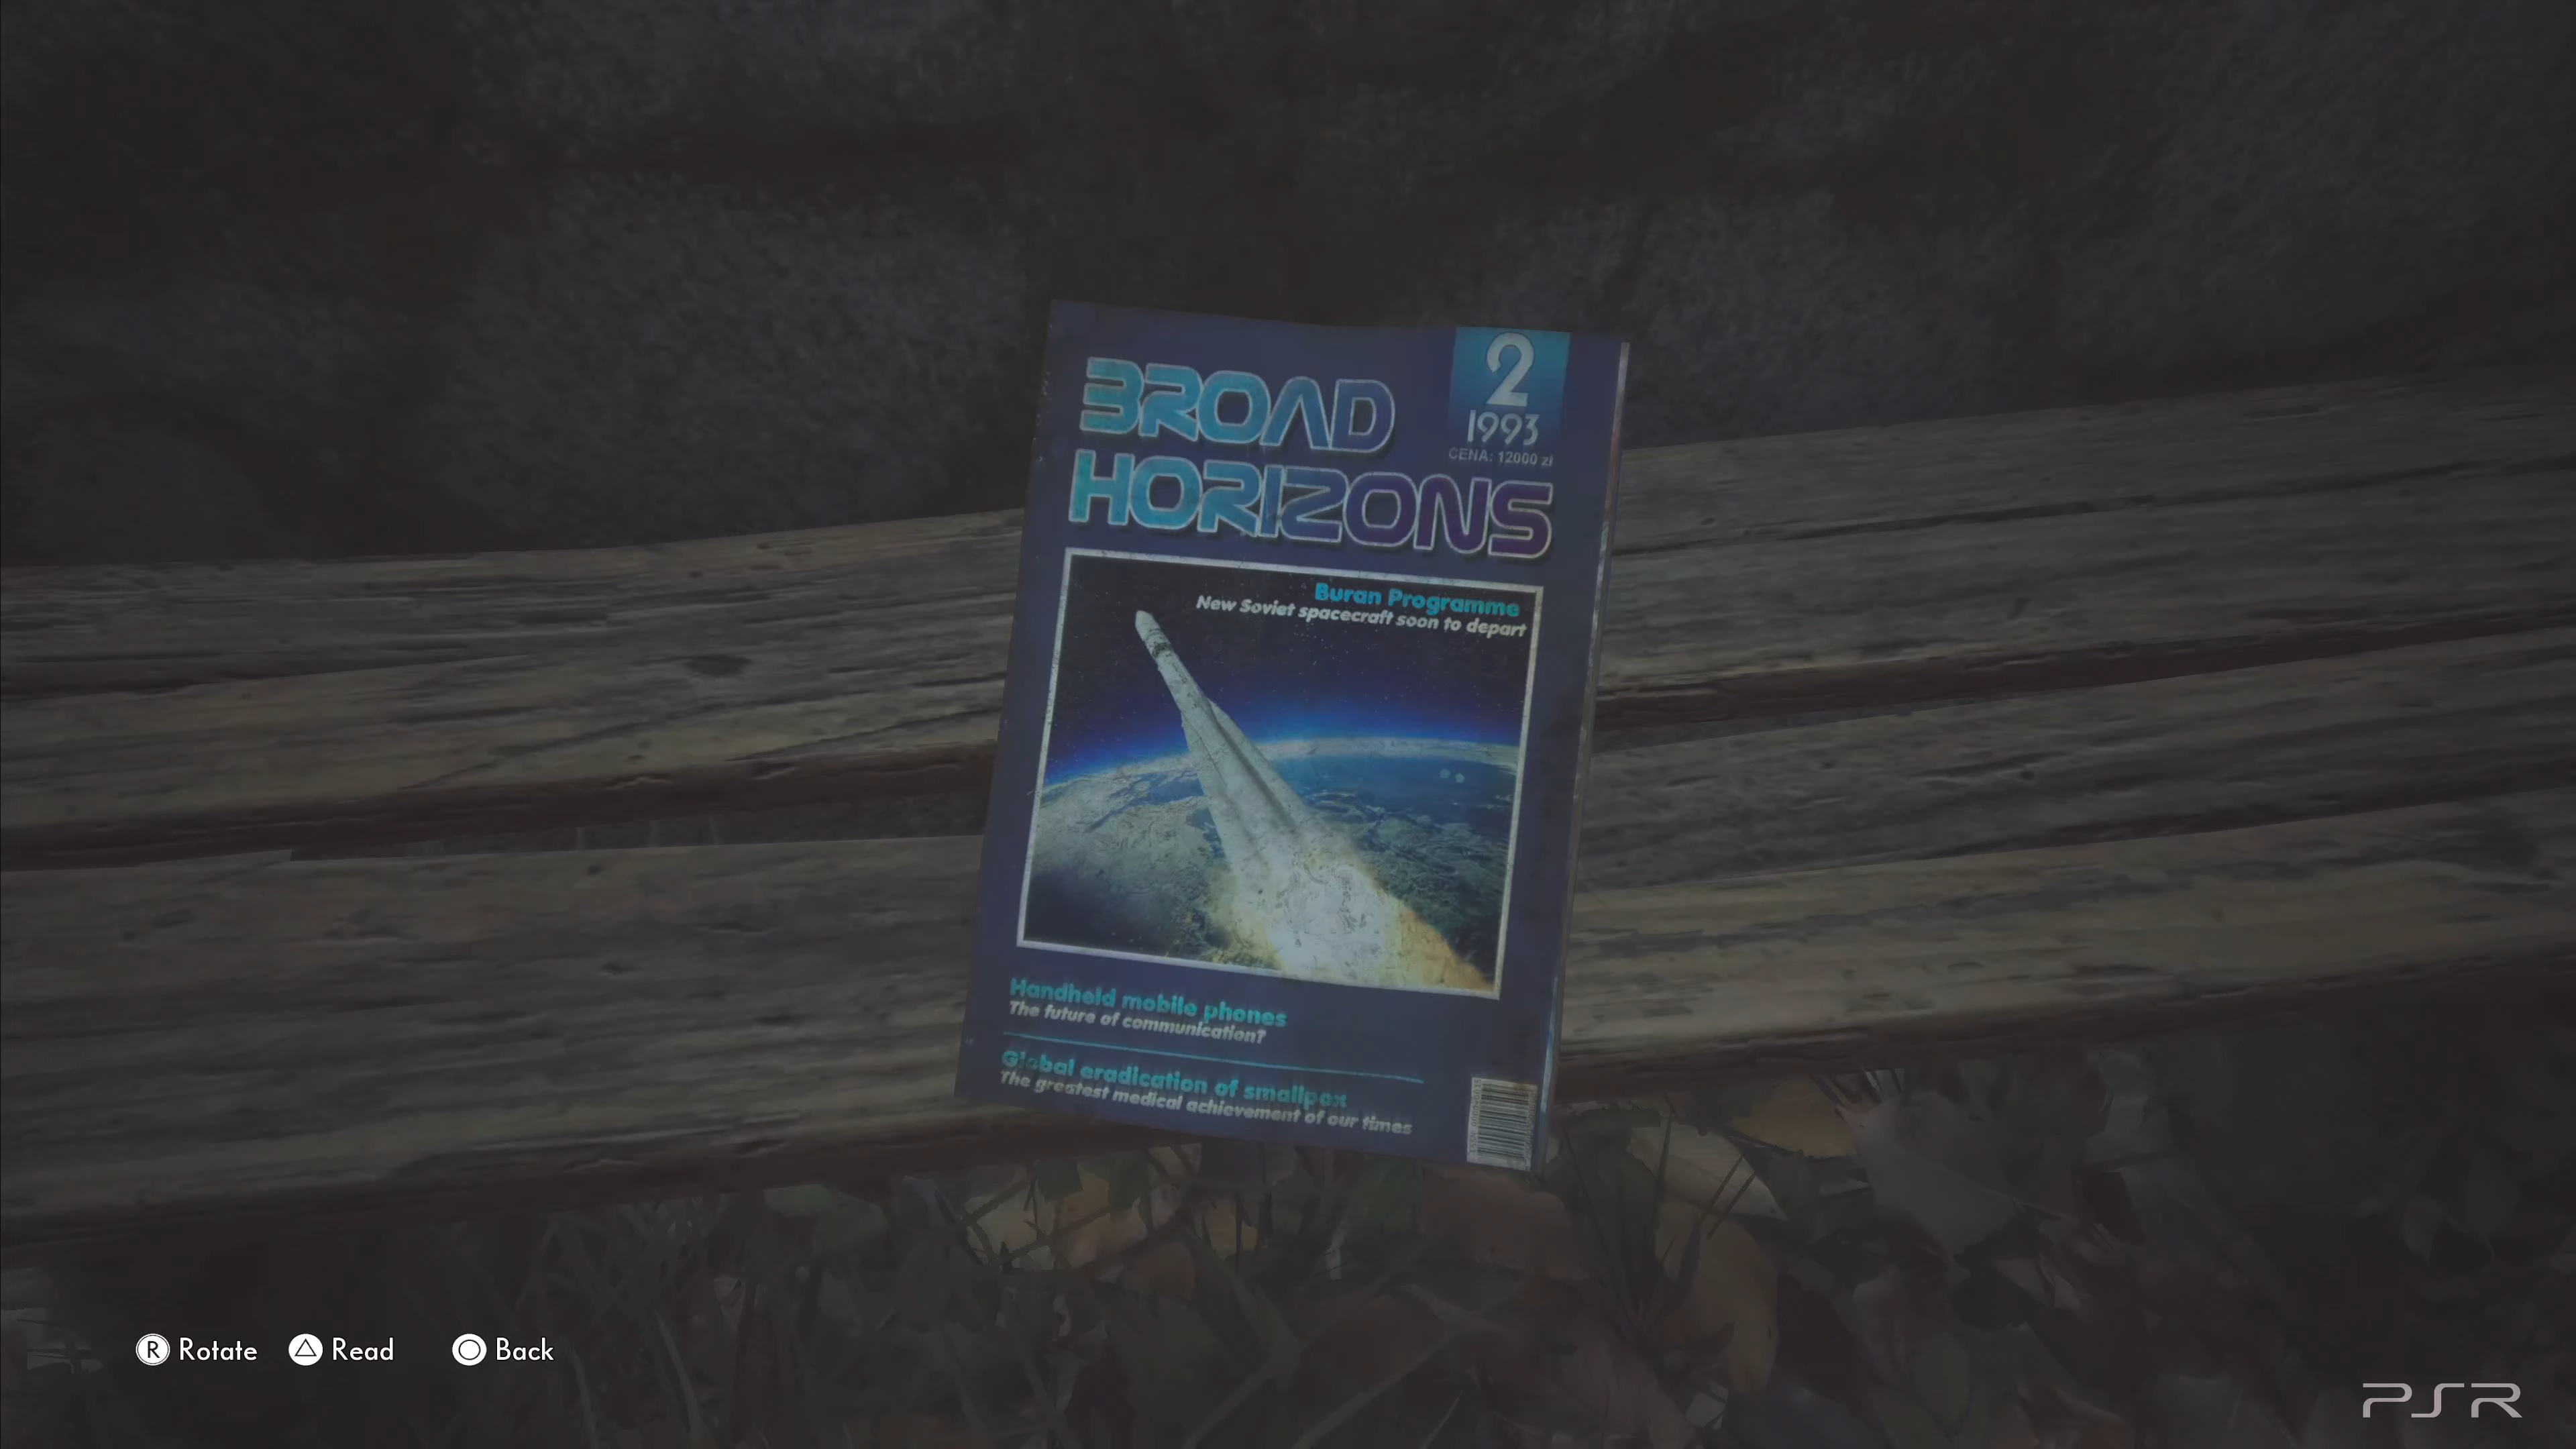 BROAD
HORIZONS
2
1993
CENA: 12000 zł
Buran Programme
New Soviet spacecraft soon to depart
Handheld mobile phones
The future of communication?
Global eradication of smallpox
The greatest medical achievement of our times
R Rotate
Read
Back
PSR